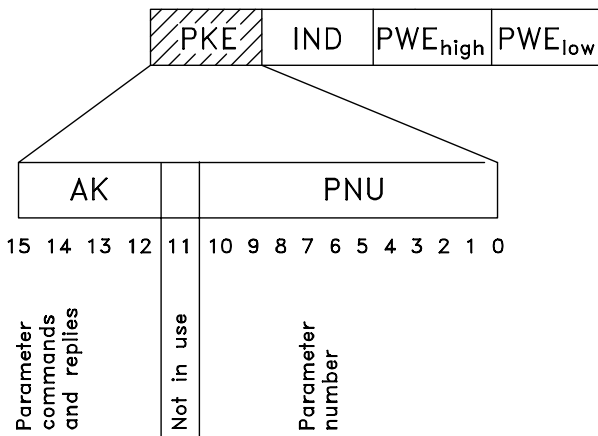 PKE IND PWEhigh PWElow
AK PNU
15 14 13 12 11 10 9 8 7 6 5 4 3 2 1 0
Parameter
commands
and replies
Not in use
Parameter
number